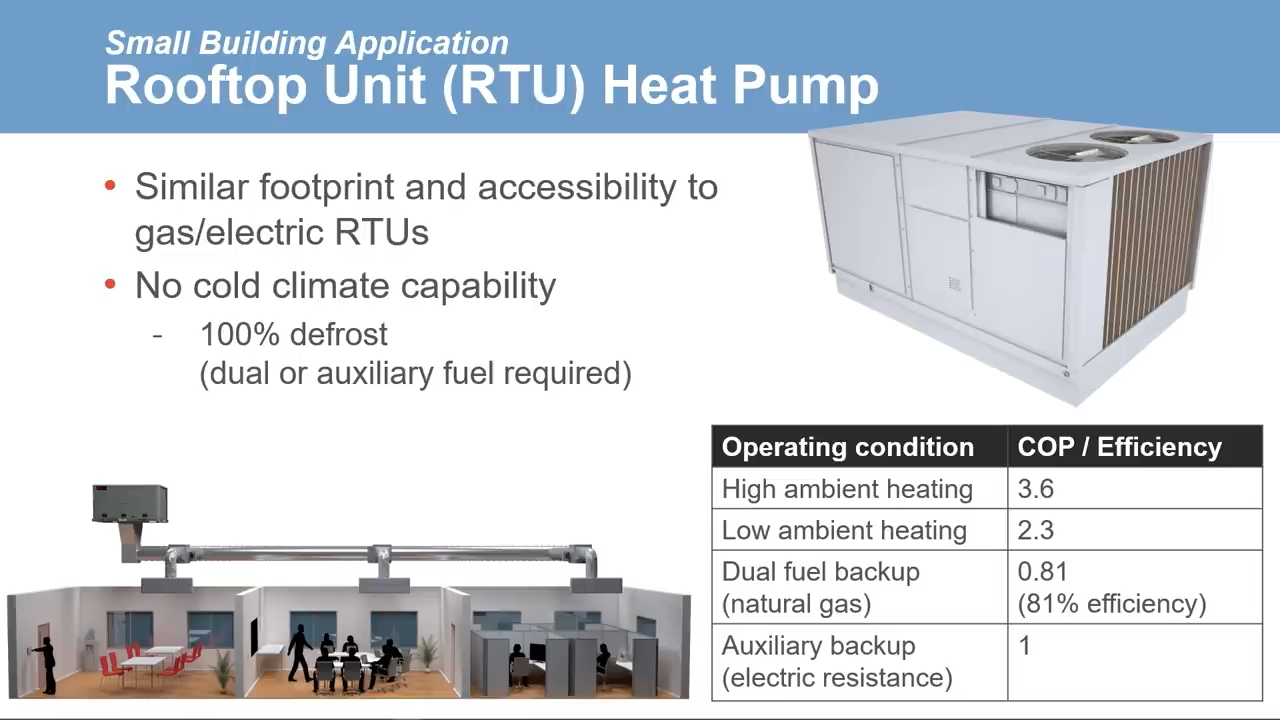 Small Building Application
Rooftop Unit (RTU) Heat Pump
• Similar footprint and accessibility to
gas/electric RTUs
• No cold climate capability
- 100% defrost
(dual or auxiliary fuel required)
Operating condition COP / Efficiency
High ambient heating 3.6
Low ambient heating 2.3
Dual fuel backup 0.81
(natural gas) (81% efficiency)
Auxiliary backup 1
(electric resistance)